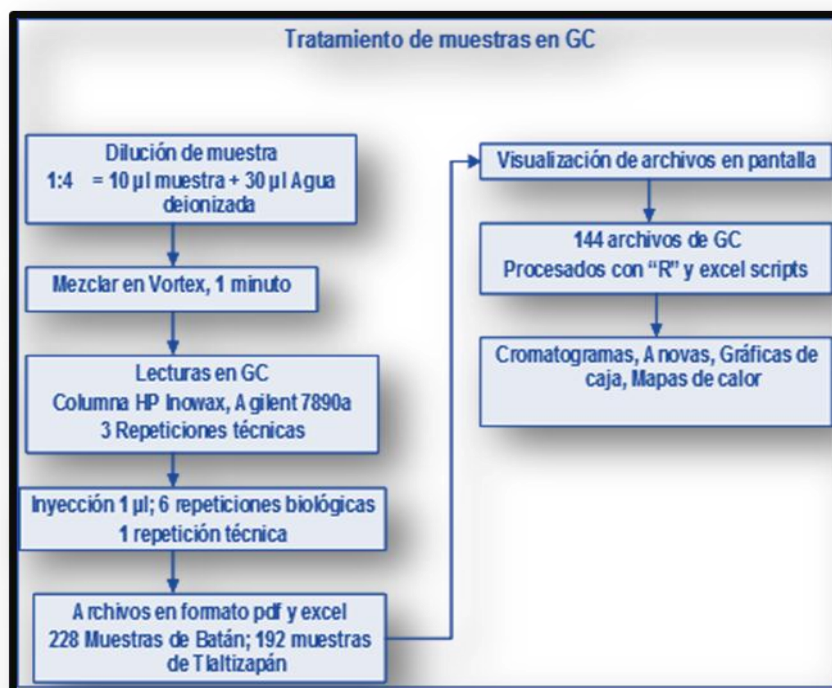 Tratamiento de muestras en GC
Dilución de muestra
1:4 = 10 µl muestra + 30 µl Agua
deionizada
Mezclar en Vortex, 1 minuto
Lecturas en GC
Columna HP Inowax, Agilent 7890a
3 Repeticiones técnicas
Inyección 1 µl; 6 repeticiones biológicas
1 repetición técnica
Archivos en formato pdf y excel
228 Muestras de Batán; 192 muestras
de Tlaltizapán
Visualización de archivos en pantalla
144 archivos de GC
Procesados con “R” y excel scripts
Cromatogramas, Anovas, Gráficas de
caja, Mapas de calor